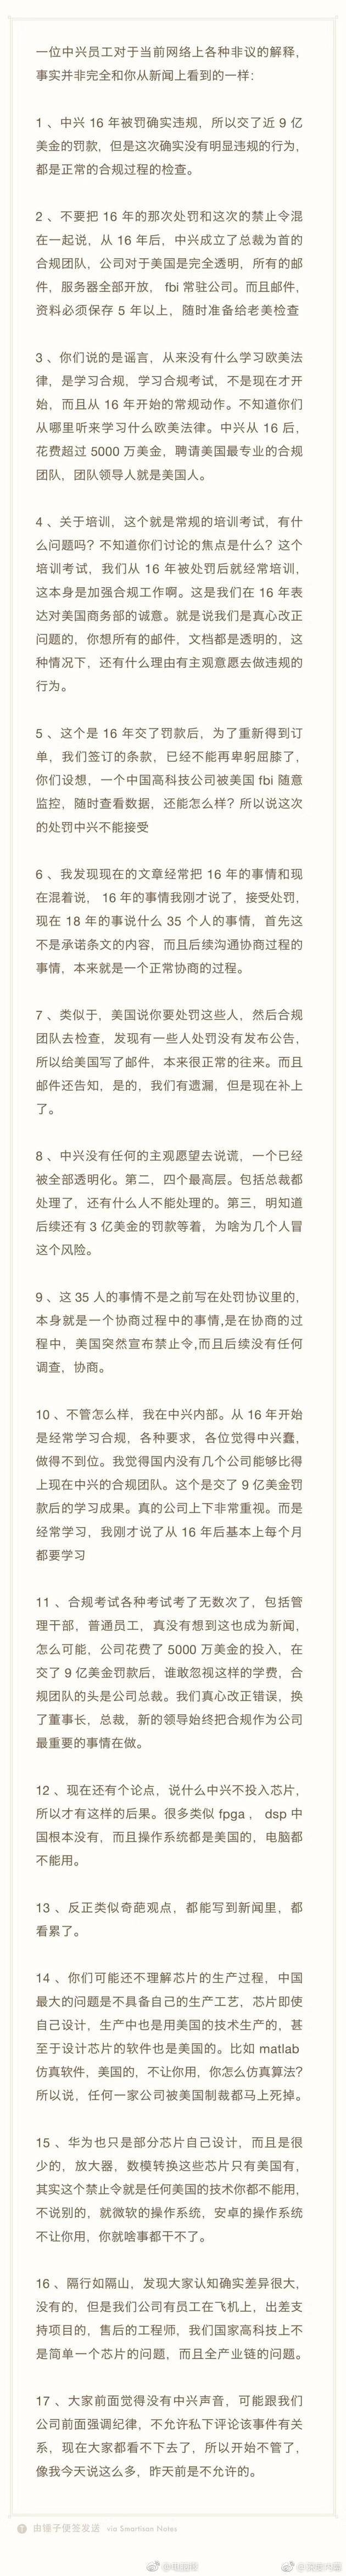 一位中兴员工对于当前网络上各种非议的解释，
事实并非完全和你从新闻上看到的一样：
1 、中兴 16 年被罚确实违规，所以交了近 9 亿
美金的罚款，但是这次确实没有明显违规的行为，
都是正常的合规过程的检查。
2 、不要把 16 年的那次处罚和这次的禁止令混
在一起说，从 16 年后，中兴成立了总裁为首的
合规团队，公司对于美国是完全透明，所有的邮
件，服务器全部开放， fbi 常驻公司。而且邮件，
资料必须保存 5 年以上，随时准备给老美检查
3 、你们说的是谣言，从来没有什么学习欧美法
律，是学习合规，学习合规考试，不是现在才开
始，而且从 16 年开始的常规动作。不知道你们
从哪里听来学习什么欧美法律。中兴从 16 后，
花费超过 5000 万美金，聘请美国最专业的合规
团队，团队领导人就是美国人。
4 、关于培训，这个就是常规的培训考试，有什
么问题吗？不知道你们讨论的焦点是什么？这个
培训考试，我们从 16 年被处罚后就经常培训，
这本身是加强合规工作啊。这是我们在 16 年表
达对美国商务部的诚意。就是说我们是真心改正
问题的，你想所有的邮件，文档都是透明的，这
种情况下，还有什么理由有主观意愿去做违规的
行为。
5 、这个是 16 年交了罚款后，为了重新得到订
单，我们签订的条款，已经不能再卑躬屈膝了，
你们设想，一个中国高科技公司被美国 fbi 随意
监控，随时查看数据，还能怎么样？所以说这次
的处罚中兴不能接受
6 、我发现现在的文章经常把 16 年的事情和现
在混着说， 16 年的事情我刚才说了，接受处罚，
现在 18 年的事说什么 35 个人的事情，首先这
不是承诺条文的内容，而且后续沟通协商过程的
事情，本来就是一个正常协商的过程。
7 、类似于，美国说你要处罚这些人，然后合规
团队去检查，发现有一些人处罚没有发布公告，
所以给美国写了邮件，本来很正常的往来。而且
邮件还告知，是的，我们有遗漏，但是现在补上
了。
8 、中兴没有任何的主观愿望去说谎，一个已经
被全部透明化。第二，四个最高层。包括总裁都
处理了，还有什么人不能处理的。第三，明知道
后续还有 3 亿美金的罚款等着，为啥为几个人冒
这个风险。
9 、这 35 人的事情不是之前写在处罚协议里的，
本身就是一个协商过程中的事情,是在协商的过
程中，美国突然宣布禁止令,而且后续没有任何
调查，协商。
10 、不管怎么样，我在中兴内部。从 16 年开始
是经常学习合规，各种要求，各位觉得中兴蠢，
做得不到位。我觉得国内没有几个公司能够比得
上现在中兴的合规团队。这个是交了 9 亿美金罚
款后的学习成果。真的公司上下非常重视。而是
经常学习，我刚才说了从 16 年后基本上每个月
都要学习
11 、合规考试各种考试考了无数次了，包括管
理干部，普通员工，真没有想到这也成为新闻，
怎么可能，公司花费了 5000 万美金的投入，在
交了 9 亿美金罚款后，谁敢忽视这样的学费，合
规团队的头是公司总裁。我们真心改正错误，换
了董事长，总裁，新的领导始终把合规作为公司
最重要的事情在做。
12 、现在还有个论点，说什么中兴不投入芯片，
所以才有这样的后果。很多类似 fpga ， dsp 中
国根本没有，而且操作系统都是美国的，电脑都
不能用。
13 、反正类似奇葩观点，都能写到新闻里，都
看累了。
14 、你们可能还不理解芯片的生产过程，中国
最大的问题是不具备自己的生产工艺，芯片即使
自己设计，生产中也是用美国的技术生产的，甚
至于设计芯片的软件也是美国的。比如 matlab
仿真软件，美国的，不让你用，你怎么仿真算法？
所以说，任何一家公司被美国制裁都马上死掉。
15 、华为也只是部分芯片自己设计，而且是很
少的，放大器，数模转换这些芯片只有美国有，
其实这个禁止令就是任何美国的技术你都不能用，
不说别的，就微软的操作系统，安卓的操作系统
不让你用，你就啥事都干不了。
16 、隔行如隔山，发现大家认知确实差异很大，
没有的，但是我们公司有员工在飞机上，出差支
持项目的，售后的工程师，我们国家高科技上不
是简单一个芯片的问题，而且全产业链的问题。
17 、大家前面觉得没有中兴声音，可能跟我们
公司前面强调纪律，不允许私下评论该事件有关
系，现在大家都看不下去了，所以开始不管了，
像我今天说这么多，昨天前是不允许的。
由锤子便签发送 via Smartisan Notes